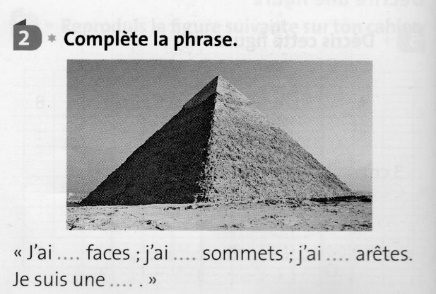 2 * Complète la phrase.
« J'ai .... faces ; j'ai .... sommets ; j'ai .... arêtes.
Je suis une .... . »